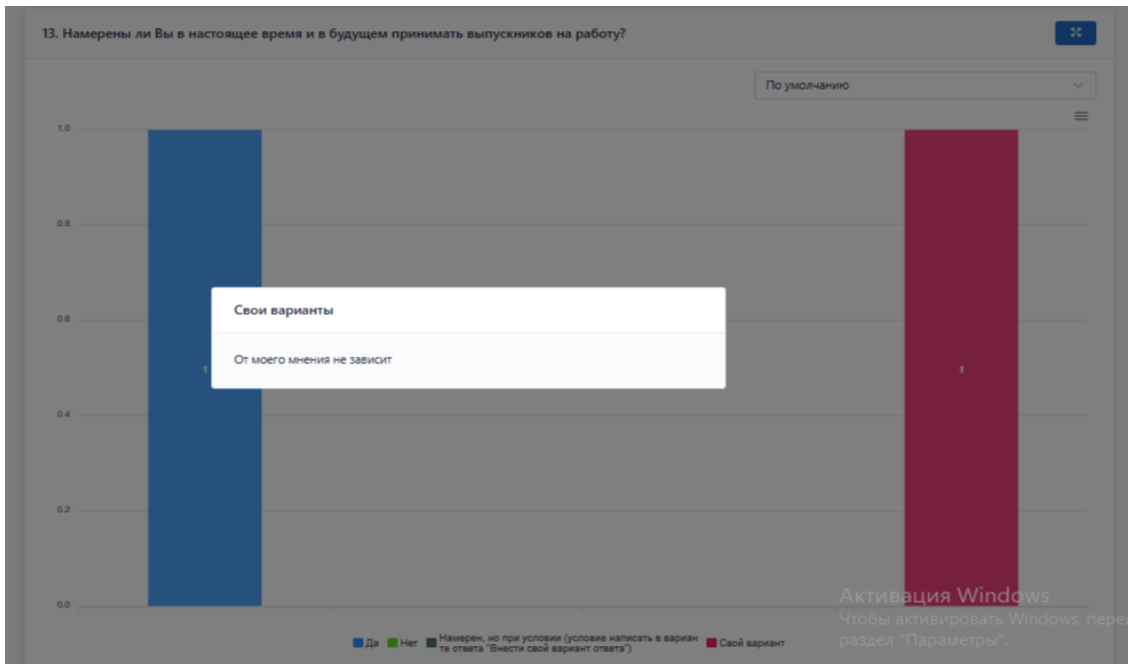 13. Намерены ли Вы в настоящее время и в будущем принимать выпускников на работу?
По умолчанию
1.0
0.8
0.6
0.4
0.2
0.0
Свои варианты
От моего мнения не зависит
1
1
Да Нет Намерен, но при условии (условие написать в вариан
те ответа "Внести свой вариант ответа") Свой вариант
Активация Windows
Чтобы активировать Windows, пере
раздел "Параметры".